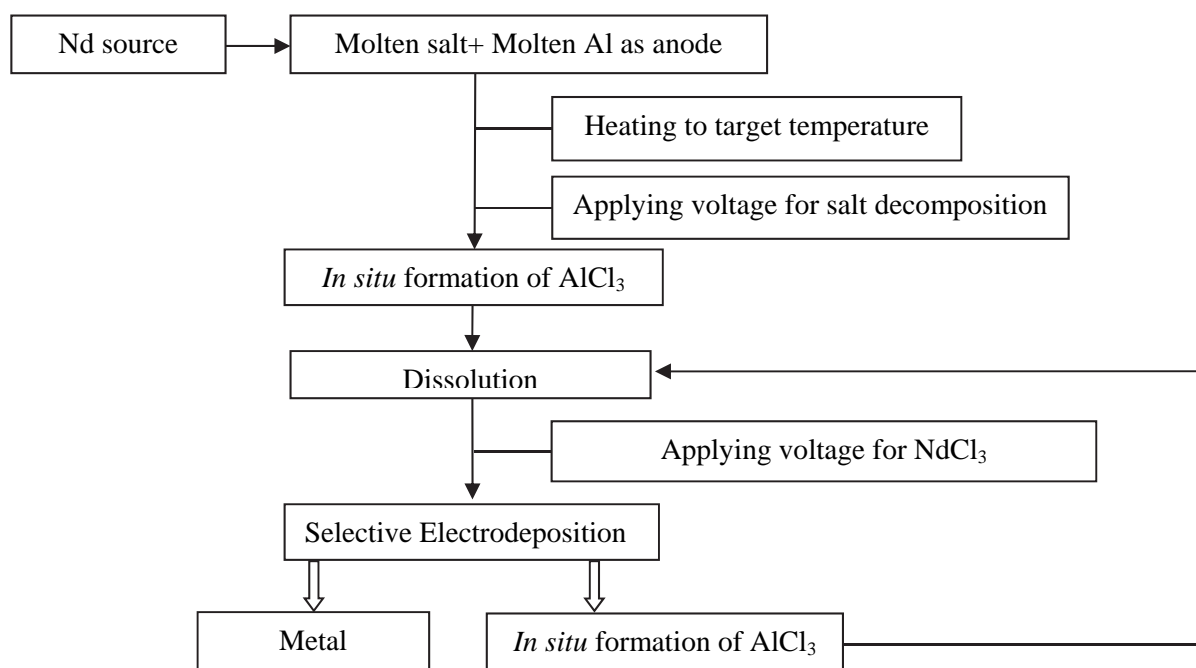 Nd source
Molten salt+ Molten Al as anode
Heating to target temperature
Applying voltage for salt decomposition
In situ formation of AlCl₃
Dissolution
Applying voltage for NdCl₃
Selective Electrodeposition
Metal
In situ formation of AlCl₃